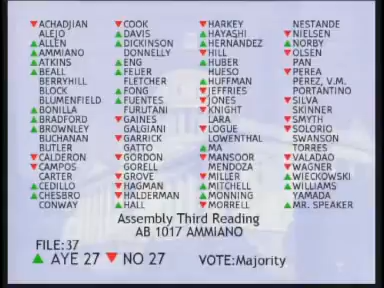 ACHADJIAN COOK HARKEY NESTANDE
ALEJO DAVIS HAYASHI NIELSEN
ALLEN DICKINSON HERNANDEZ NORBY
AMMIANO DONNELLY HILL OLSEN
ATKINS ENG HUBER PAN
BEALL FEUER HUESO PEREA
BERRYHILL FLETCHER HUFFMAN PEREZ, V.M.
BLOCK FONG JEFFRIES PORTANTINO
BLUMENFIELD FUENTES JONES SILVA
BONILLA FURUTANI KNIGHT SKINNER
BRADFORD GAINES LARA SMYTH
BROWNLEY GALGIANI LOGUE SOLORIO
BUCHANAN GARRICK LOWENTHAL SWANSON
BUTLER GATTO MA TORRES
CALDERON GORDON MANSOOR VALADAO
CAMPOS GORELL MENDOZA WAGNER
CARTER GROVE MILLER WIECKOWSKI
CEDILLO HAGMAN MITCHELL WILLIAMS
CHESBRO HALDERMAN MONNING YAMADA
CONWAY HALL MORRELL MR. SPEAKER
Assembly Third Reading
AB 1017 AMMIANO
FILE:37
AYE 27 NO 27 VOTE:Majority